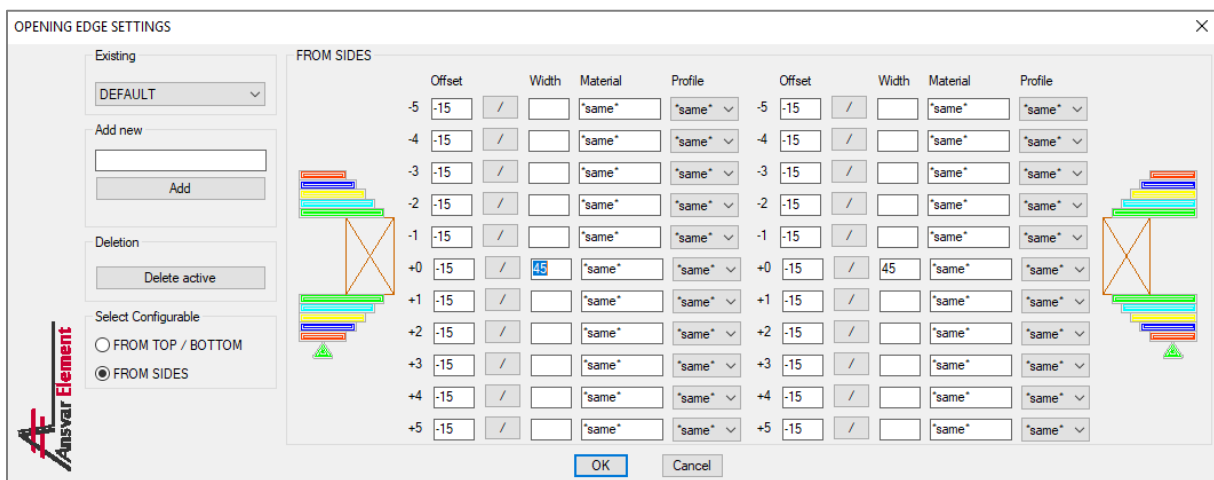 OPENING EDGE SETTINGS
Existing
DEFAULT
Add new
Add
Deletion
Delete active
Select Configurable
FROM TOP / BOTTOM
FROM SIDES
Ansvar Element
FROM SIDES
Offset Width Material Profile Offset Width Material Profile
-5 -15 / *same* *same* -5 -15 / *same* *same*
-4 -15 / *same* *same* -4 -15 / *same* *same*
-3 -15 / *same* *same* -3 -15 / *same* *same*
-2 -15 / *same* *same* -2 -15 / *same* *same*
-1 -15 / *same* *same* -1 -15 / *same* *same*
+0 -15 / 45 *same* *same* +0 -15 / 45 *same* *same*
+1 -15 / *same* *same* +1 -15 / *same* *same*
+2 -15 / *same* *same* +2 -15 / *same* *same*
+3 -15 / *same* *same* +3 -15 / *same* *same*
+4 -15 / *same* *same* +4 -15 / *same* *same*
+5 -15 / *same* *same* +5 -15 / *same* *same*
OK Cancel